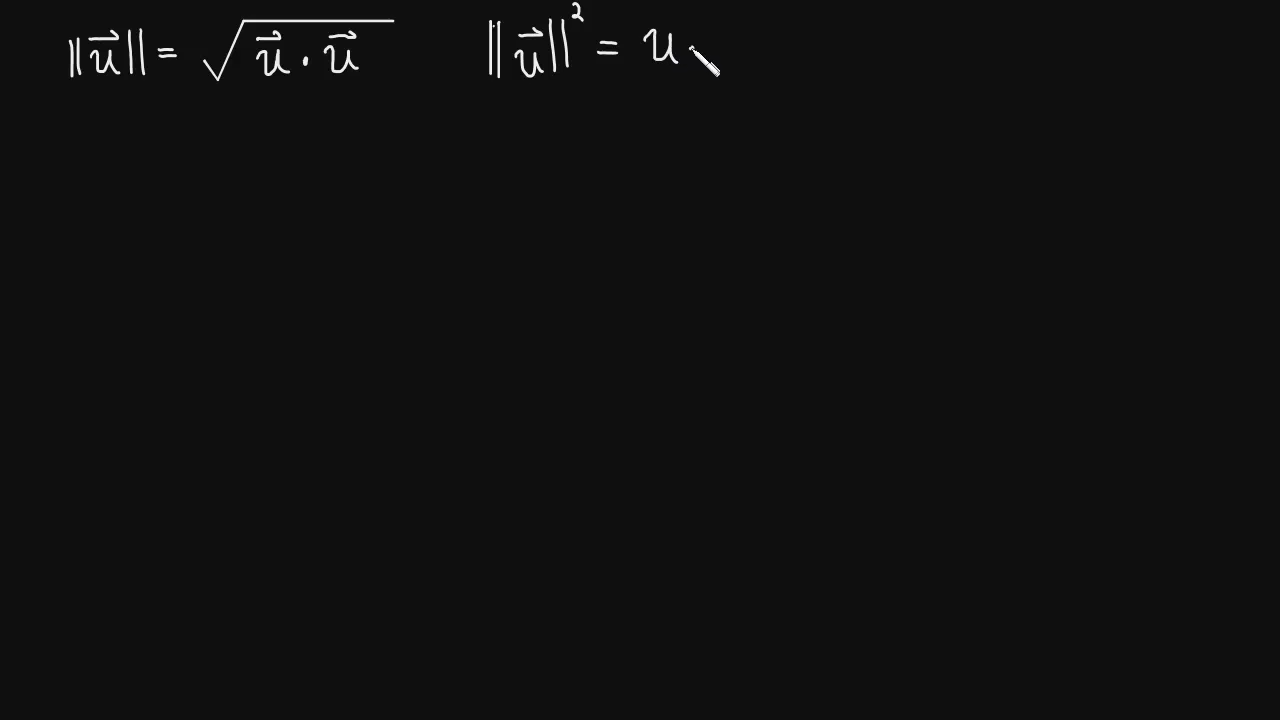 ‖u⃗‖ = √(u⃗ · u⃗)   ‖u⃗‖² = u